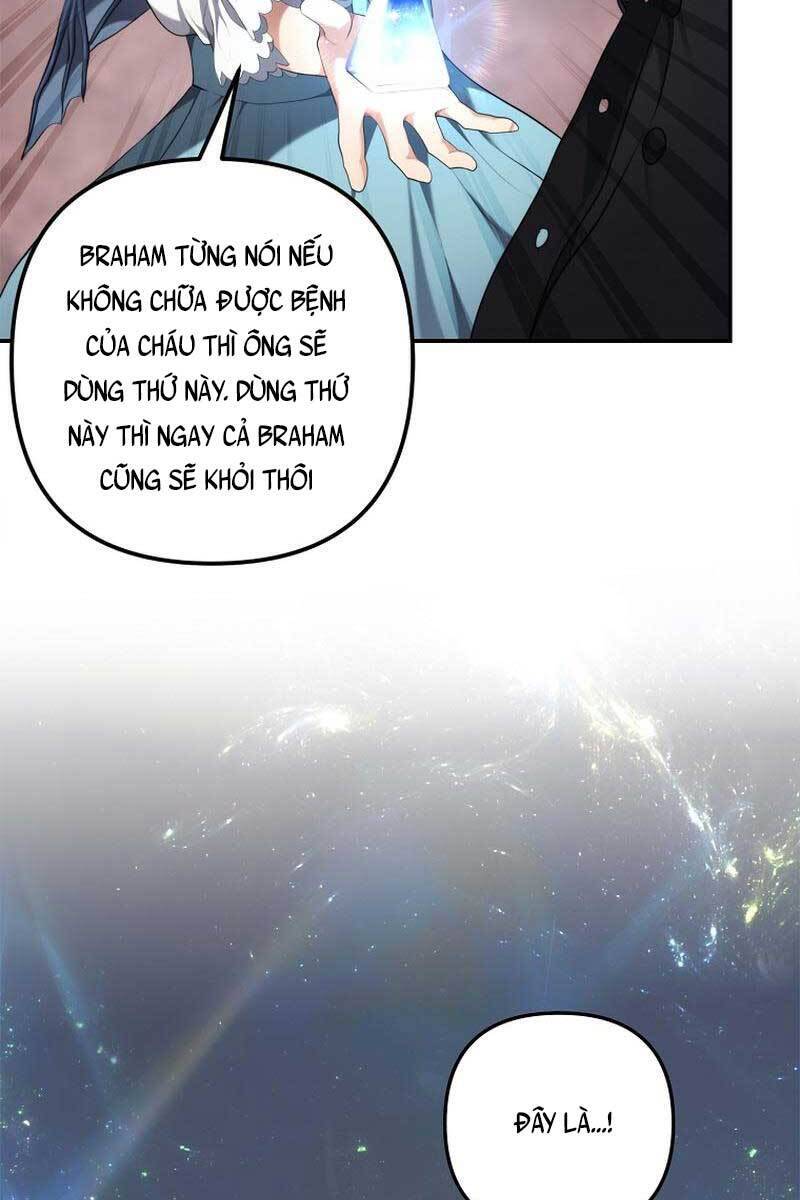 BRAHAM TỪNG NÓI NẾU
KHÔNG CHỮA ĐƯỢC BỆNH
CỦA CHÁU THÌ ÔNG SẼ
DÙNG THỨ NÀY. DÙNG THỨ
NÀY THÌ NGAY CẢ BRAHAM
CŨNG SẼ KHỎI THÔI
ĐÂY LÀ...!